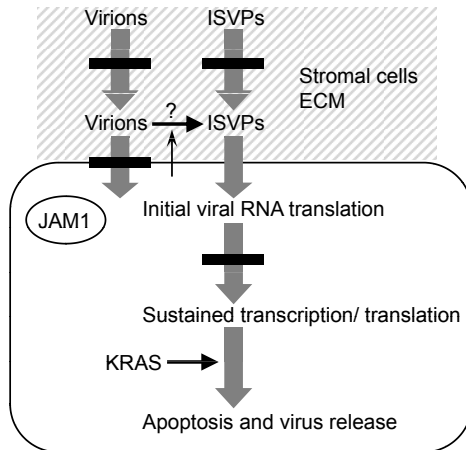 Virions ISVPs
Stromal cells
ECM
?
Virions ISVPs
JAM1
Initial viral RNA translation
Sustained transcription/ translation
KRAS
Apoptosis and virus release